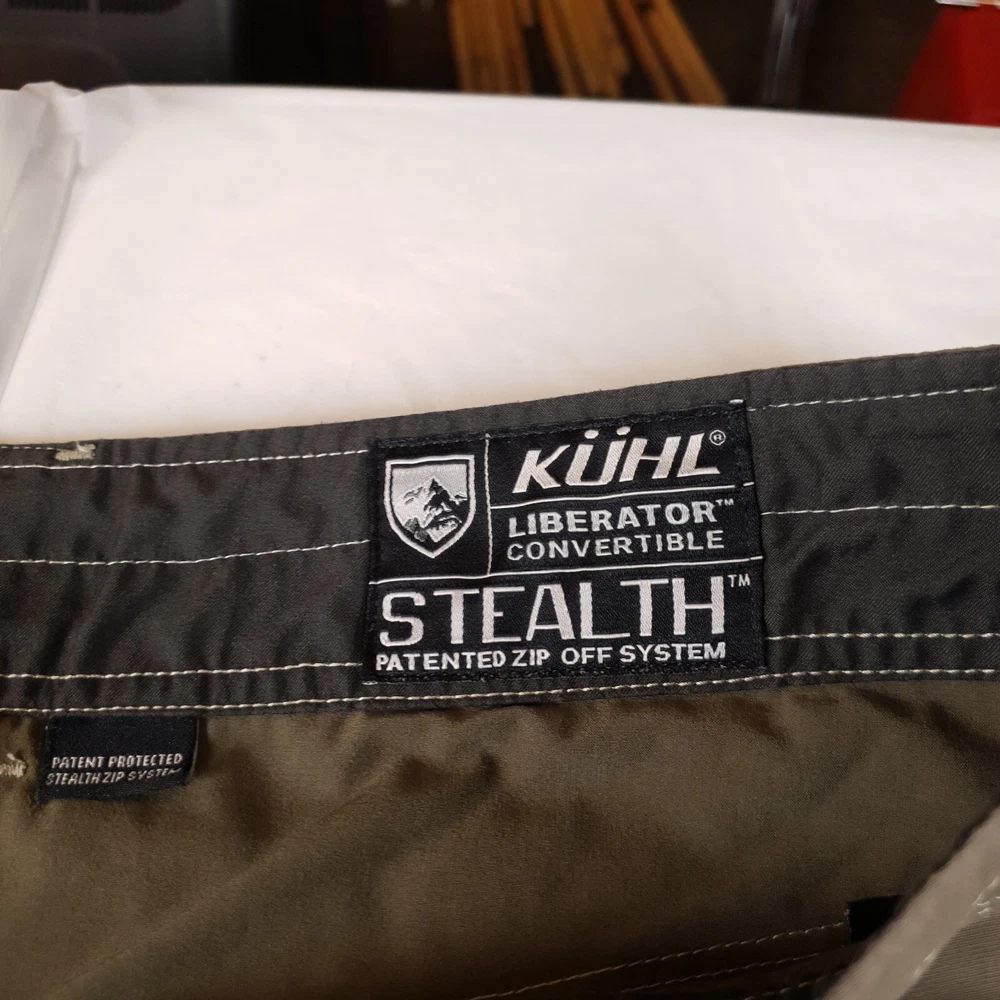 KÜHL®
LIBERATOR™
CONVERTIBLE
STEALTH™
PATENTED ZIP OFF SYSTEM
PATENT PROTECTED
STEALTH ZIP SYSTEM